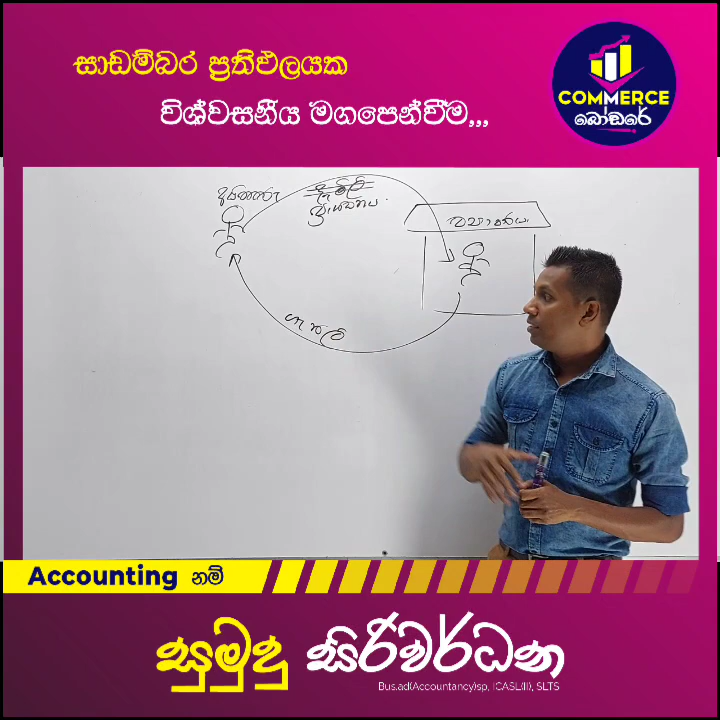 සාඩම්බර ප්‍රතිඵලයක
විශ්වසනීය මගපෙන්වීම,,,
COMMERCE
බෝඩරේ
Accounting නම්
සුමුදු සිරිවර්ධන
Bus.ad(Accountancy)sp, ICASL(II), SLTS